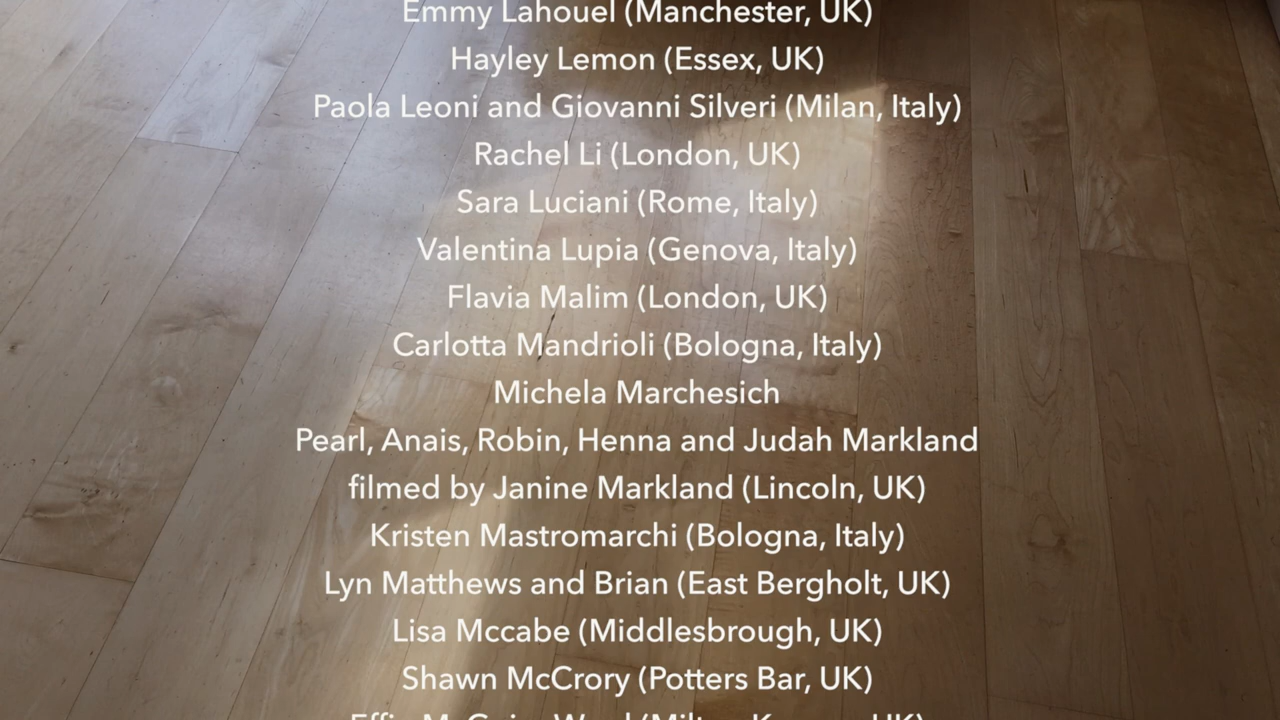 Emmy Lahouel (Manchester, UK)
Hayley Lemon (Essex, UK)
Paola Leoni and Giovanni Silveri (Milan, Italy)
Rachel Li (London, UK)
Sara Luciani (Rome, Italy)
Valentina Lupia (Genova, Italy)
Flavia Malim (London, UK)
Carlotta Mandrioli (Bologna, Italy)
Michela Marchesich
Pearl, Anais, Robin, Henna and Judah Markland
filmed by Janine Markland (Lincoln, UK)
Kristen Mastromarchi (Bologna, Italy)
Lyn Matthews and Brian (East Bergholt, UK)
Lisa Mccabe (Middlesbrough, UK)
Shawn McCrory (Potters Bar, UK)